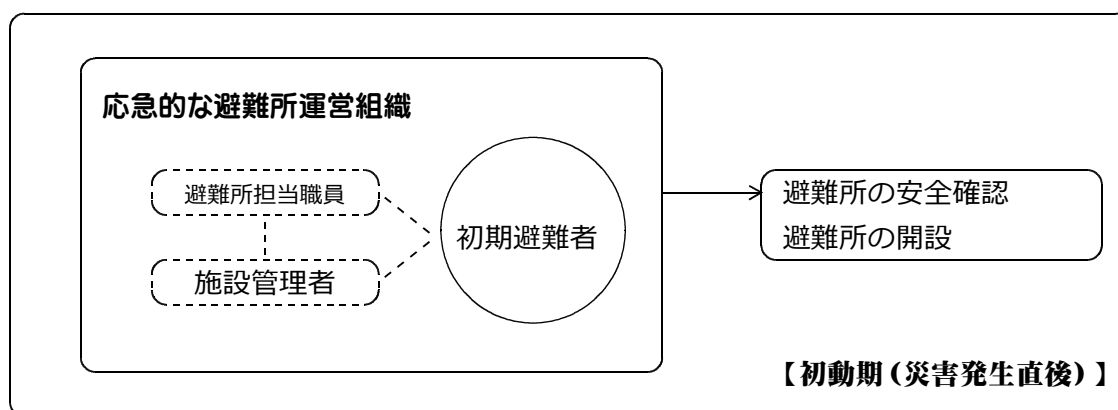 応急的な避難所運営組織
避難所担当職員
施設管理者
初期避難者
避難所の安全確認
避難所の開設
【初動期(災害発生直後)】